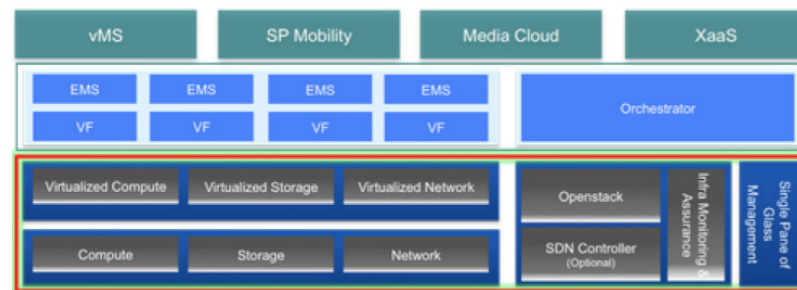 vMS
SP Mobility
Media Cloud
XaaS
EMS
EMS
EMS
EMS
VF
VF
VF
VF
Orchestrator
Virtualized Compute
Virtualized Storage
Virtualized Network
Compute
Storage
Network
Openstack
SDN Controller
(Optional)
Infra Monitoring &
Assurance
Single Pane of
Glass
Management